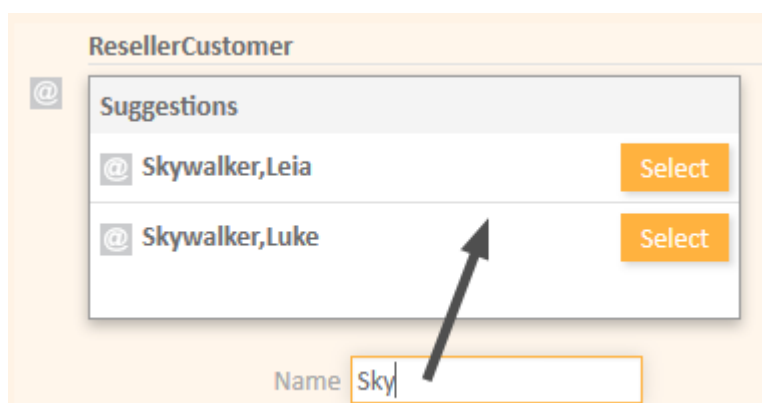 ResellerCustomer
@
Suggestions
@ Skywalker,Leia Select
@ Skywalker,Luke Select
Name Sky